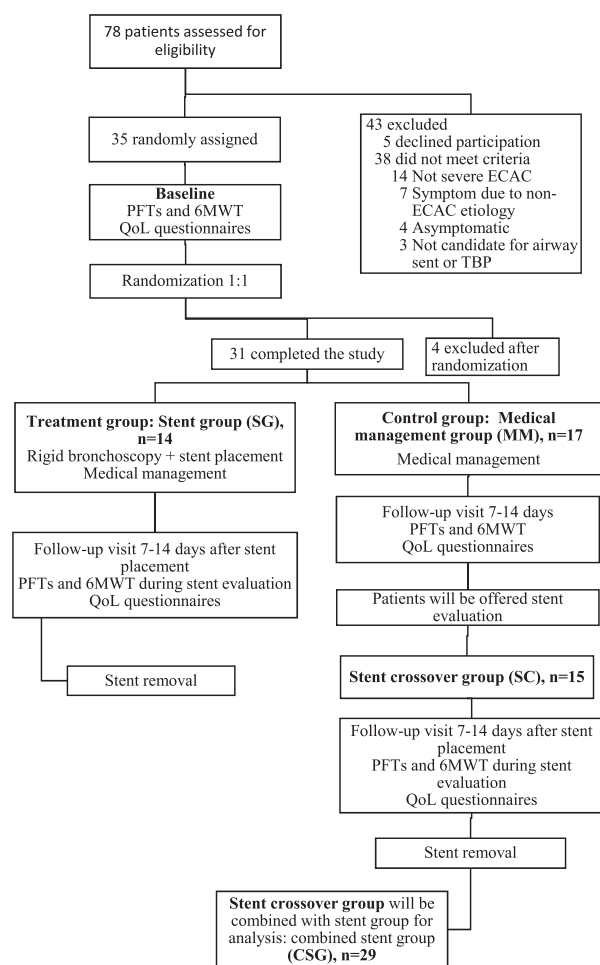 78 patients assessed for
eligibility
35 randomly assigned
43 excluded
5 declined participation
38 did not meet criteria
14 Not severe ECAC
7 Symptom due to non-
ECAC etiology
4 Asymptomatic
3 Not candidate for airway
sent or TBP
Baseline
PFTs and 6MWT
QoL questionnaires
Randomization 1:1
31 completed the study
4 excluded after
randomization
Treatment group: Stent group (SG),
n=14
Rigid bronchoscopy + stent placement
Medical management
Control group: Medical
management group (MM), n=17
Medical management
Follow-up visit 7-14 days after stent
placement
PFTs and 6MWT during stent evaluation
QoL questionnaires
Stent removal
Follow-up visit 7-14 days
PFTs and 6MWT
QoL questionnaires
Patients will be offered stent
evaluation
Stent crossover group (SC), n=15
Follow-up visit 7-14 days after stent
placement
PFTs and 6MWT during stent
evaluation
QoL questionnaires
Stent removal
Stent crossover group will be
combined with stent group for
analysis: combined stent group
(CSG), n=29